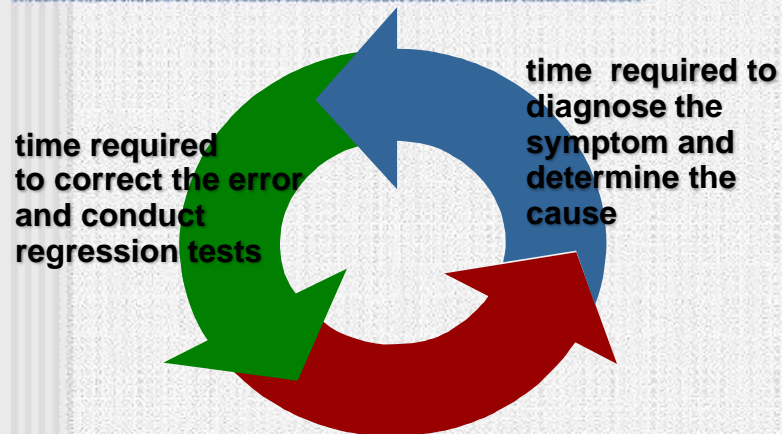 time required to
diagnose the
symptom and
determine the
cause
time required
to correct the error
and conduct
regression tests